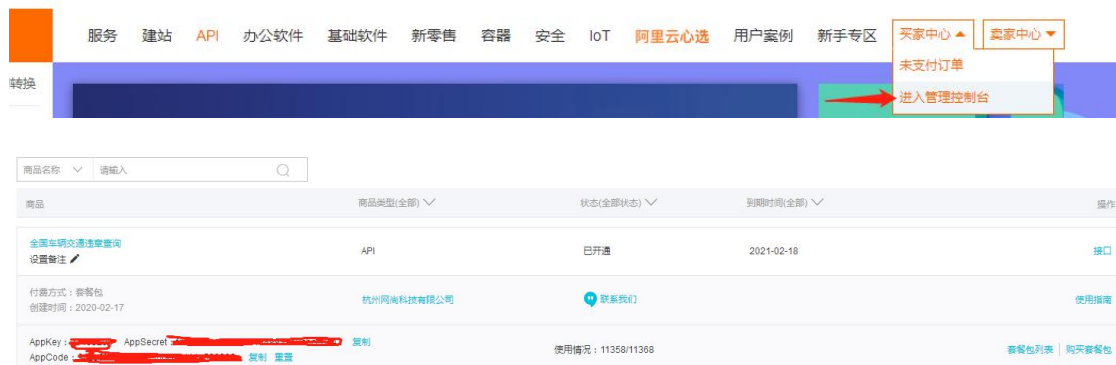 服务 建站 API 办公软件 基础软件 新零售 容器 安全 IoT 阿里云心选 用户案例 新手专区 买家中心 卖家中心
未支付订单
转换
进入管理控制台
商品名称 请输入
商品 商品类型(全部) 状态(全部状态) 到期时间(全部) 操作
全国车辆交通违章查询
设置备注
API 已开通 2021-02-18 接口
付费方式：套餐包
创建时间：2020-02-17
杭州网尚科技有限公司 联系我们 使用指南
AppKey： AppSecret： 复制
AppCode： 复制 重置
使用情况：11358/11368 套餐包列表 购买套餐包